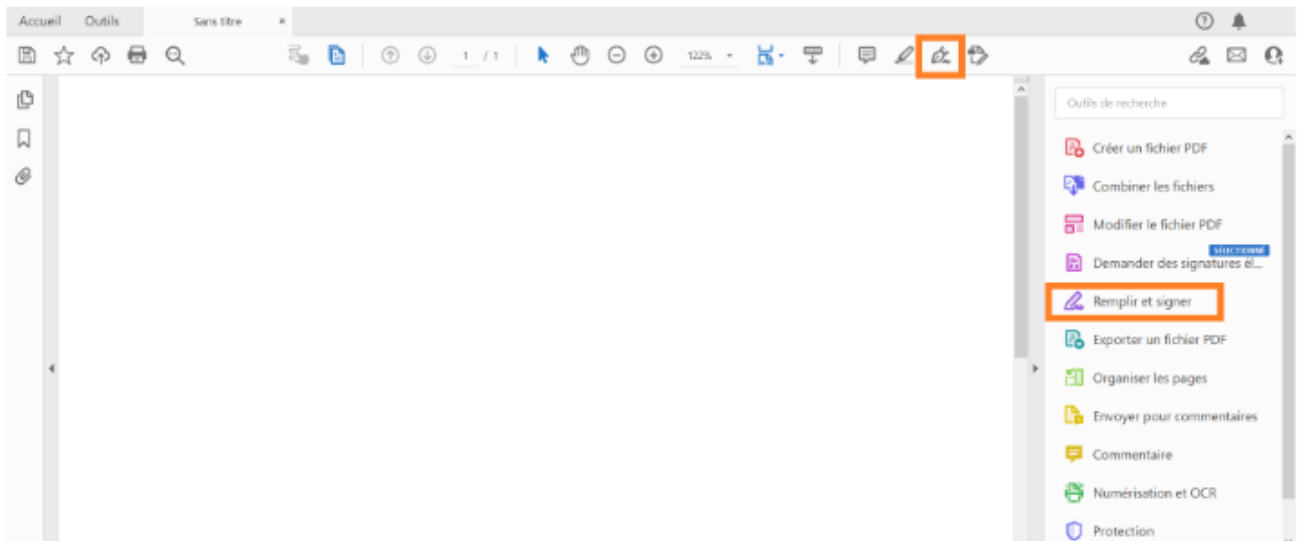 Accueil Outils Sans titre ×
1 / 1 122%
Outils de recherche
Créer un fichier PDF
Combiner les fichiers
Modifier le fichier PDF
SÉLECTIONNÉ
Demander des signatures él...
Remplir et signer
Exporter un fichier PDF
Organiser les pages
Envoyer pour commentaires
Commentaire
Numérisation et OCR
Protection